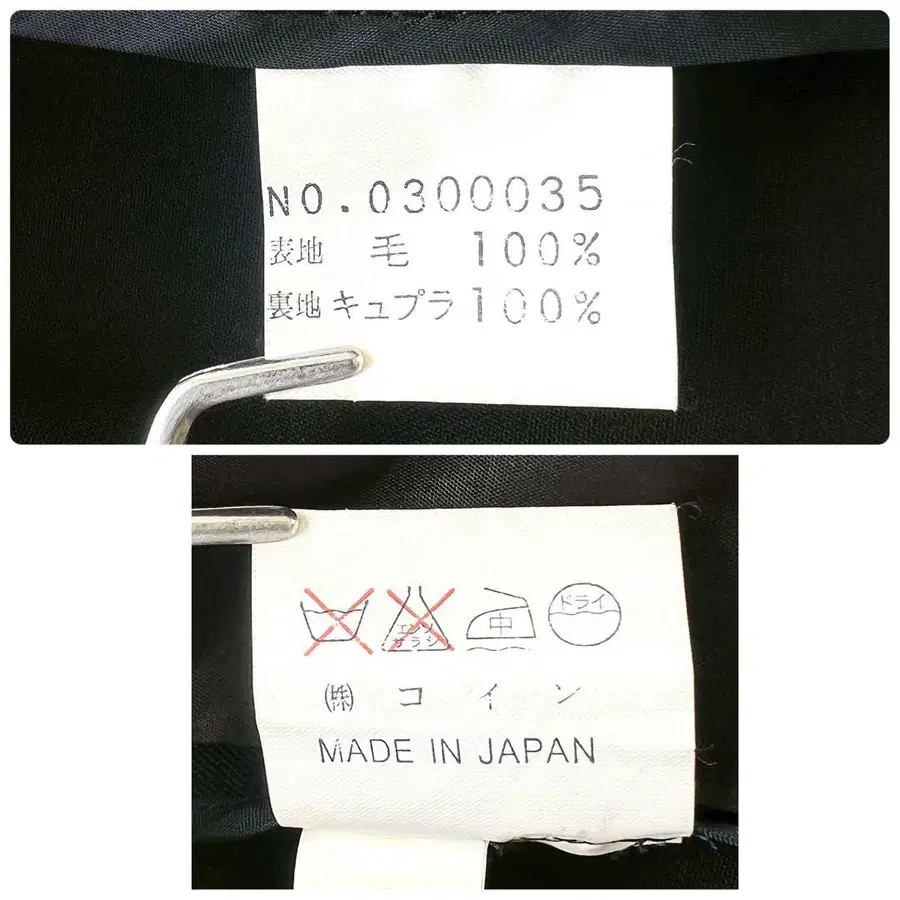 NO.0300035
表地 毛 100%
裏地 キュプラ 100%
エンソ
サラシ
中
ドライ
㈱ コイン
MADE IN JAPAN